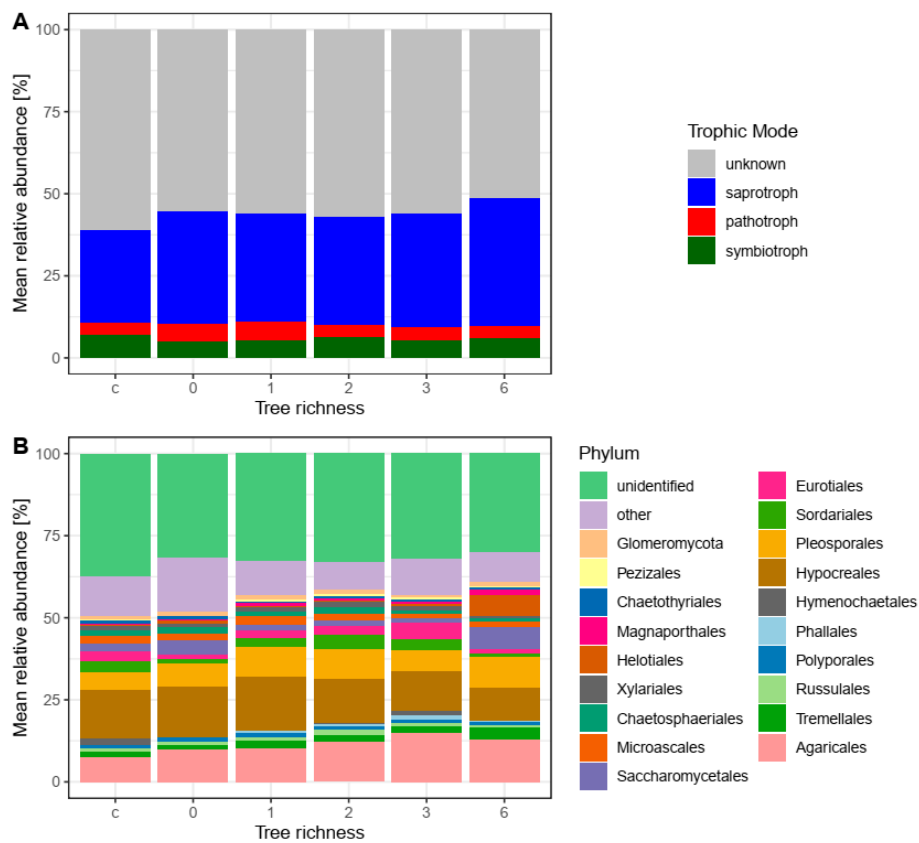 A
Mean relative abundance [%]
100
75
50
25
0
c 0 1 2 3 6
Tree richness
Trophic Mode
unknown
saprotroph
pathotroph
symbiotroph
B
Mean relative abundance [%]
100
75
50
25
0
c 0 1 2 3 6
Tree richness
Phylum
unidentified
other
Glomeromycota
Pezizales
Chaetothyriales
Magnaporthales
Helotiales
Xylariales
Chaetosphaeriales
Microascales
Saccharomycetales
Eurotiales
Sordariales
Pleosporales
Hypocreales
Hymenochaetales
Phallales
Polyporales
Russulales
Tremellales
Agaricales